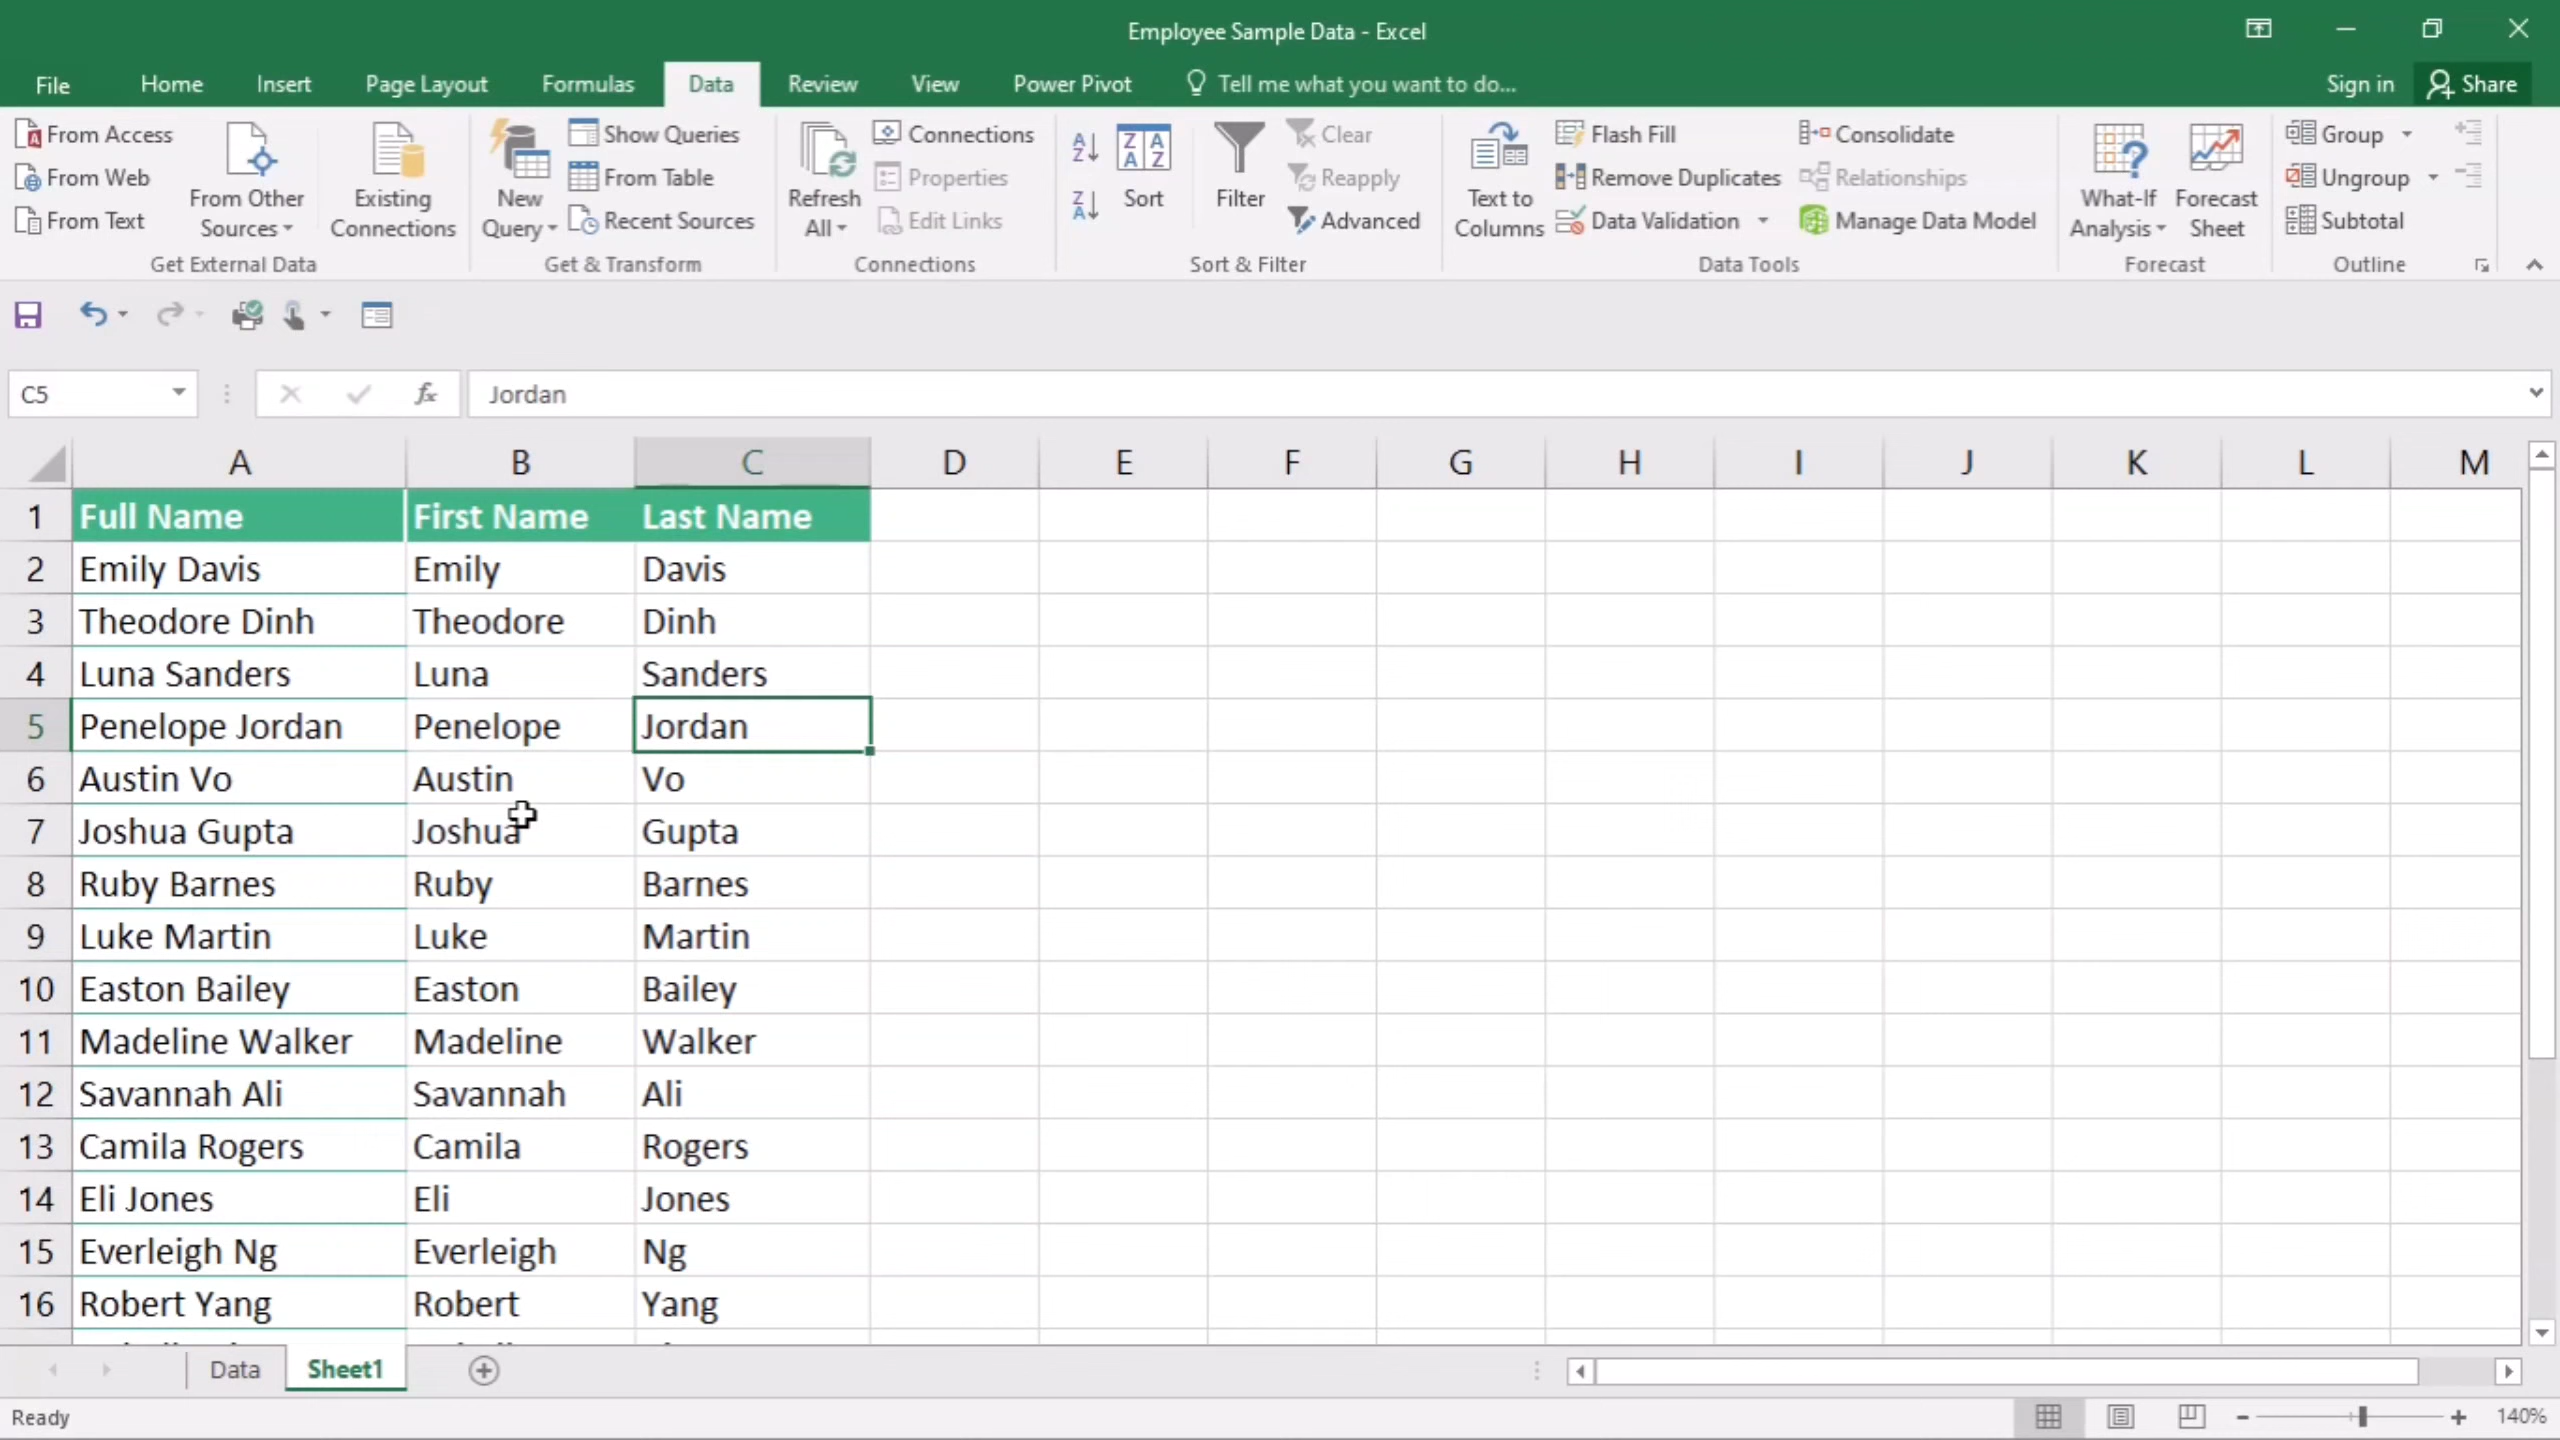 Employee Sample Data - Excel
File Home Insert Page Layout Formulas Data Review View Power Pivot Tell me what you want to do... Sign in Share
From Access
From Web
From Text
From Other Sources
Existing Connections
Get External Data
New Query
Show Queries
From Table
Recent Sources
Get & Transform
Refresh All
Connections
Properties
Edit Links
Connections
Sort
Filter
Clear
Reapply
Advanced
Sort & Filter
Text to Columns
Flash Fill
Remove Duplicates
Data Validation
Consolidate
Relationships
Manage Data Model
Data Tools
What-If Analysis
Forecast Sheet
Forecast
Group
Ungroup
Subtotal
Outline
C5 fx Jordan
A B C D E F G H I J K L M
1 Full Name First Name Last Name
2 Emily Davis Emily Davis
3 Theodore Dinh Theodore Dinh
4 Luna Sanders Luna Sanders
5 Penelope Jordan Penelope Jordan
6 Austin Vo Austin Vo
7 Joshua Gupta Joshua Gupta
8 Ruby Barnes Ruby Barnes
9 Luke Martin Luke Martin
10 Easton Bailey Easton Bailey
11 Madeline Walker Madeline Walker
12 Savannah Ali Savannah Ali
13 Camila Rogers Camila Rogers
14 Eli Jones Eli Jones
15 Everleigh Ng Everleigh Ng
16 Robert Yang Robert Yang
Data Sheet1
Ready 140%